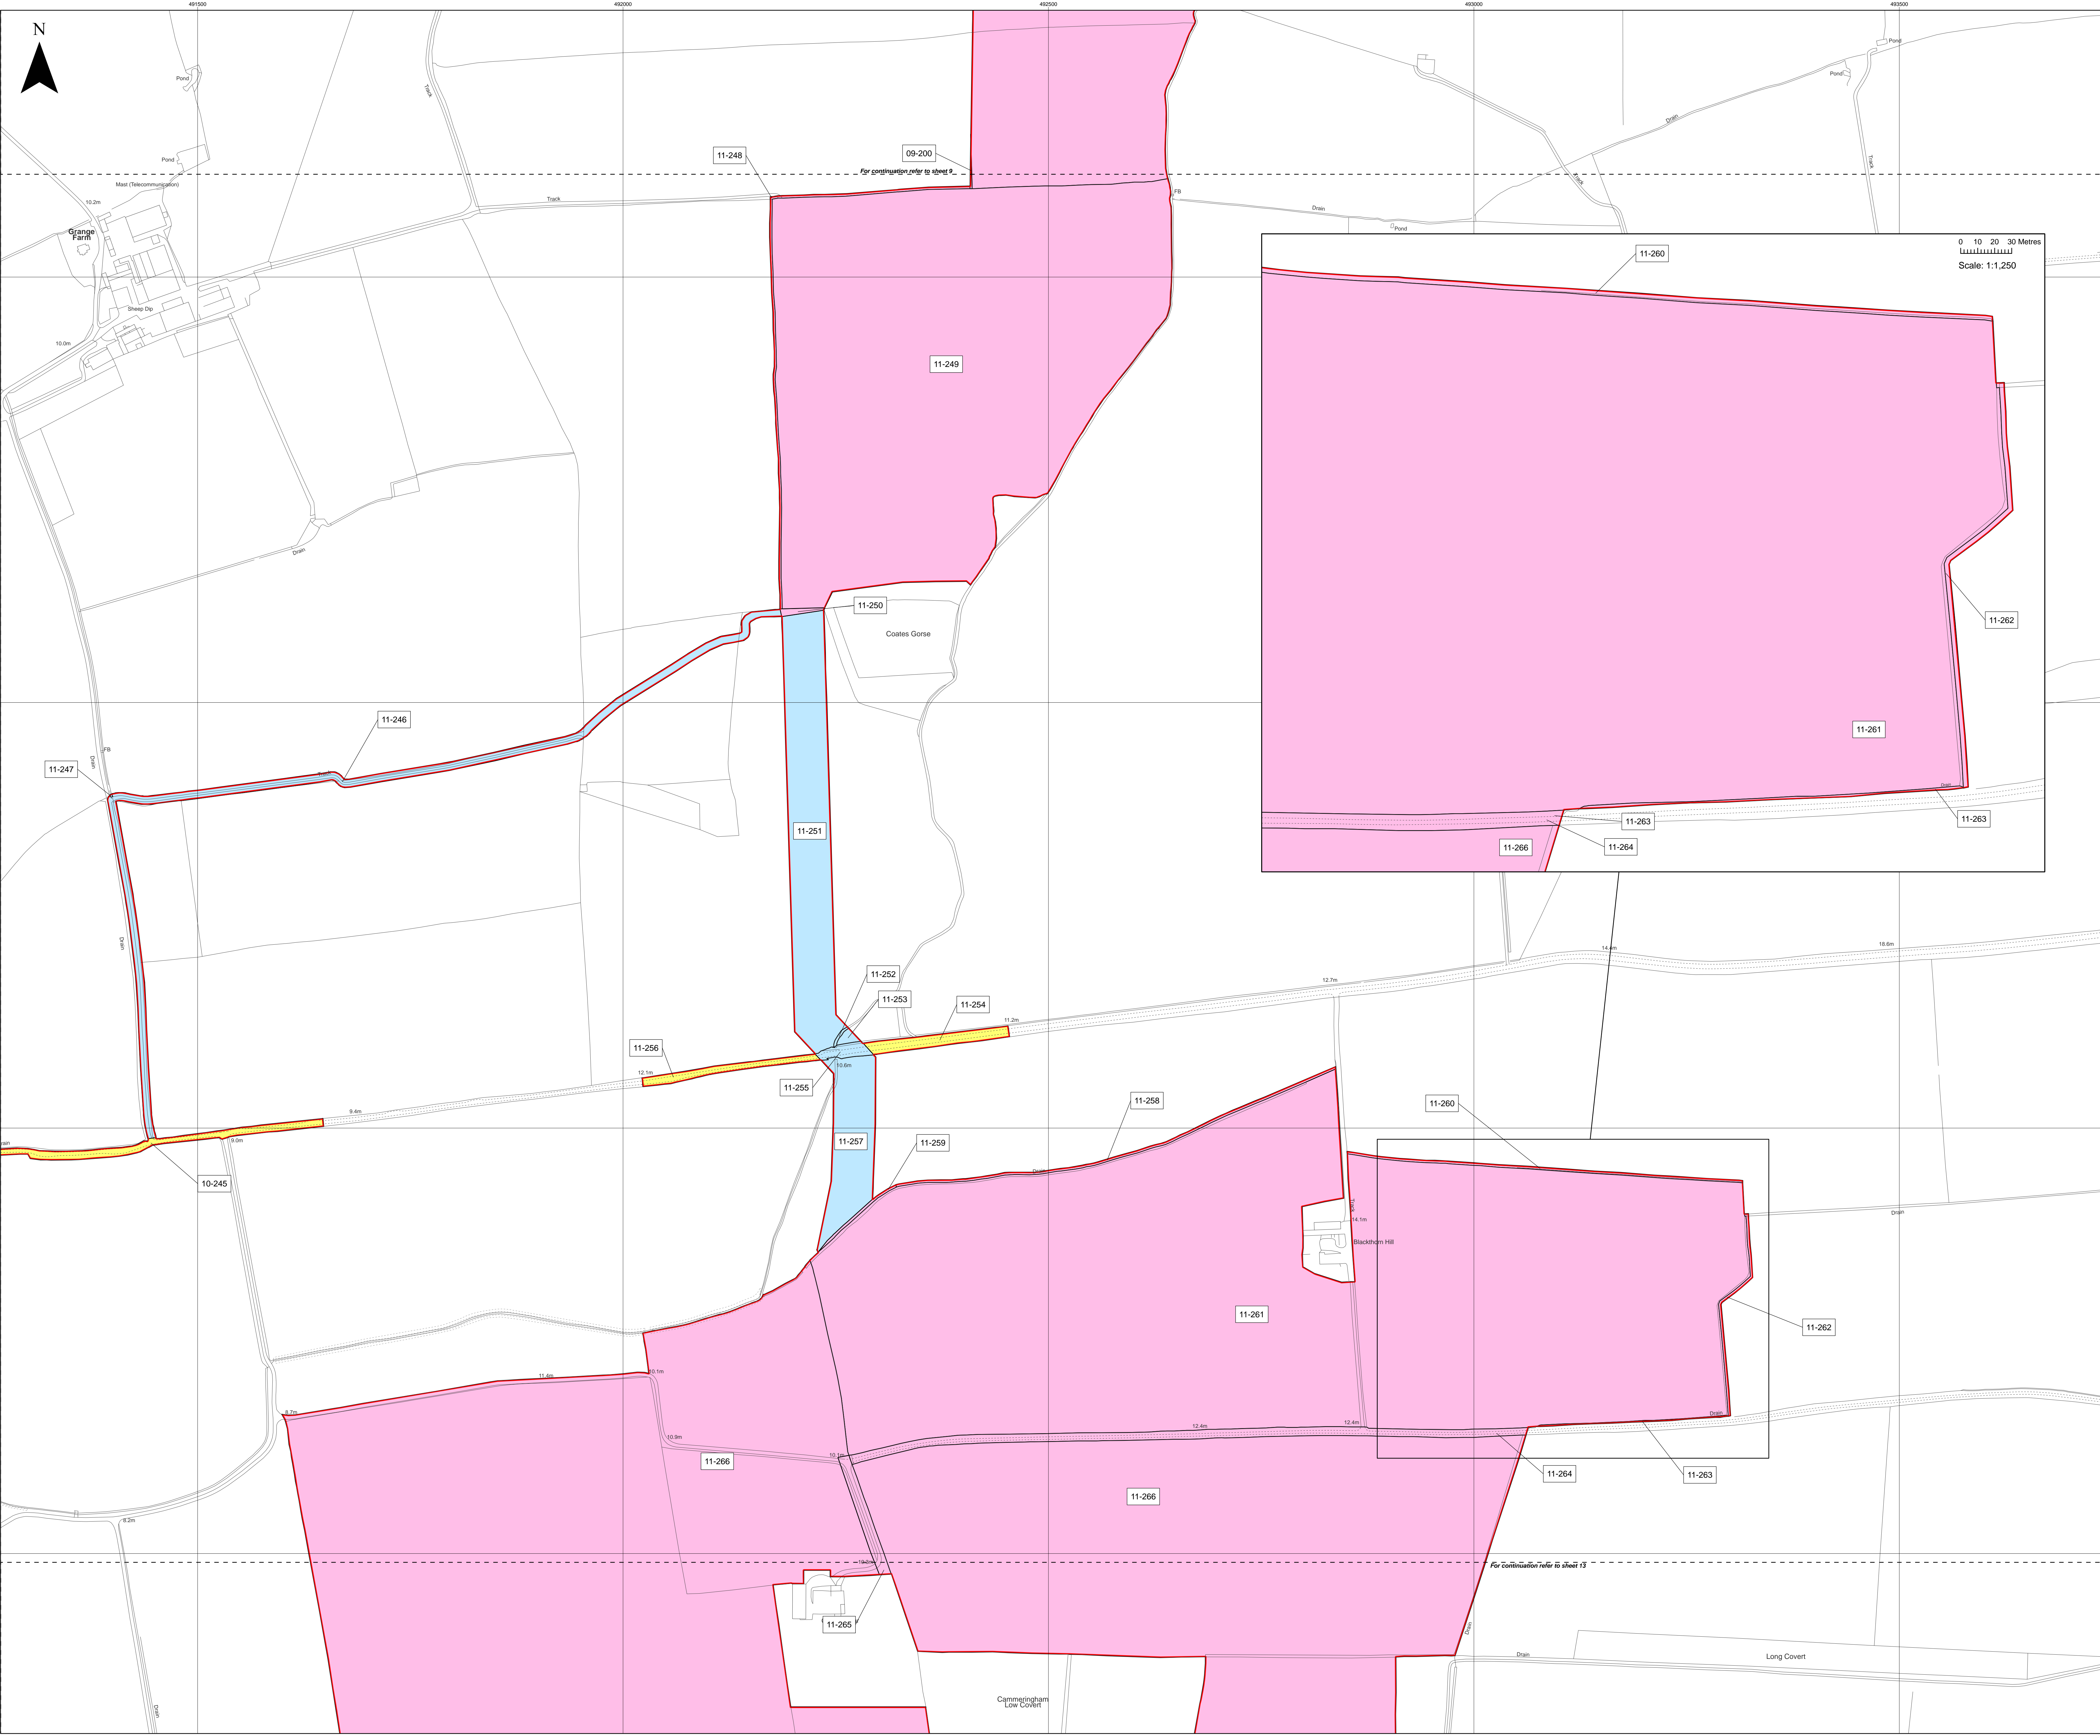 491500
492000
492500
493000
493500
N
Pond
Track
Pond
Pond
Drain
Pond
Mast (Telecommunication)
10.2m
Grange
Farm
11-248
09-200
For continuation refer to sheet 9
Track
FB
Drain
Pond
Track
Track
Sheep Dip
10.0m
11-249
0 10 20 30 Metres
Scale: 1:1,250
11-260
11-262
11-261
Drain
11-263
11-263
11-264
11-266
Drain
11-250
Coates Gorse
11-246
FB
Drain
11-247
Track
11-251
Drain
11-252
11-253
11-254
11.2m
12.7m
14.4m
18.6m
11-256
12.1m
10.6m
11-255
9.4m
9.0m
10-245
11-257
11-258
11-259
Drain
11-260
Track
14.1m
Blackthorn Hill
Drain
11-261
11-262
11.4m
10.1m
8.7m
10.9m
10.1m
12.4m
12.4m
Drain
11-266
11-264
11-263
11-266
8.2m
10.2m
For continuation refer to sheet 13
11-265
Drain
Drain
Long Covert
Cammeringham
Low Covert
Drain